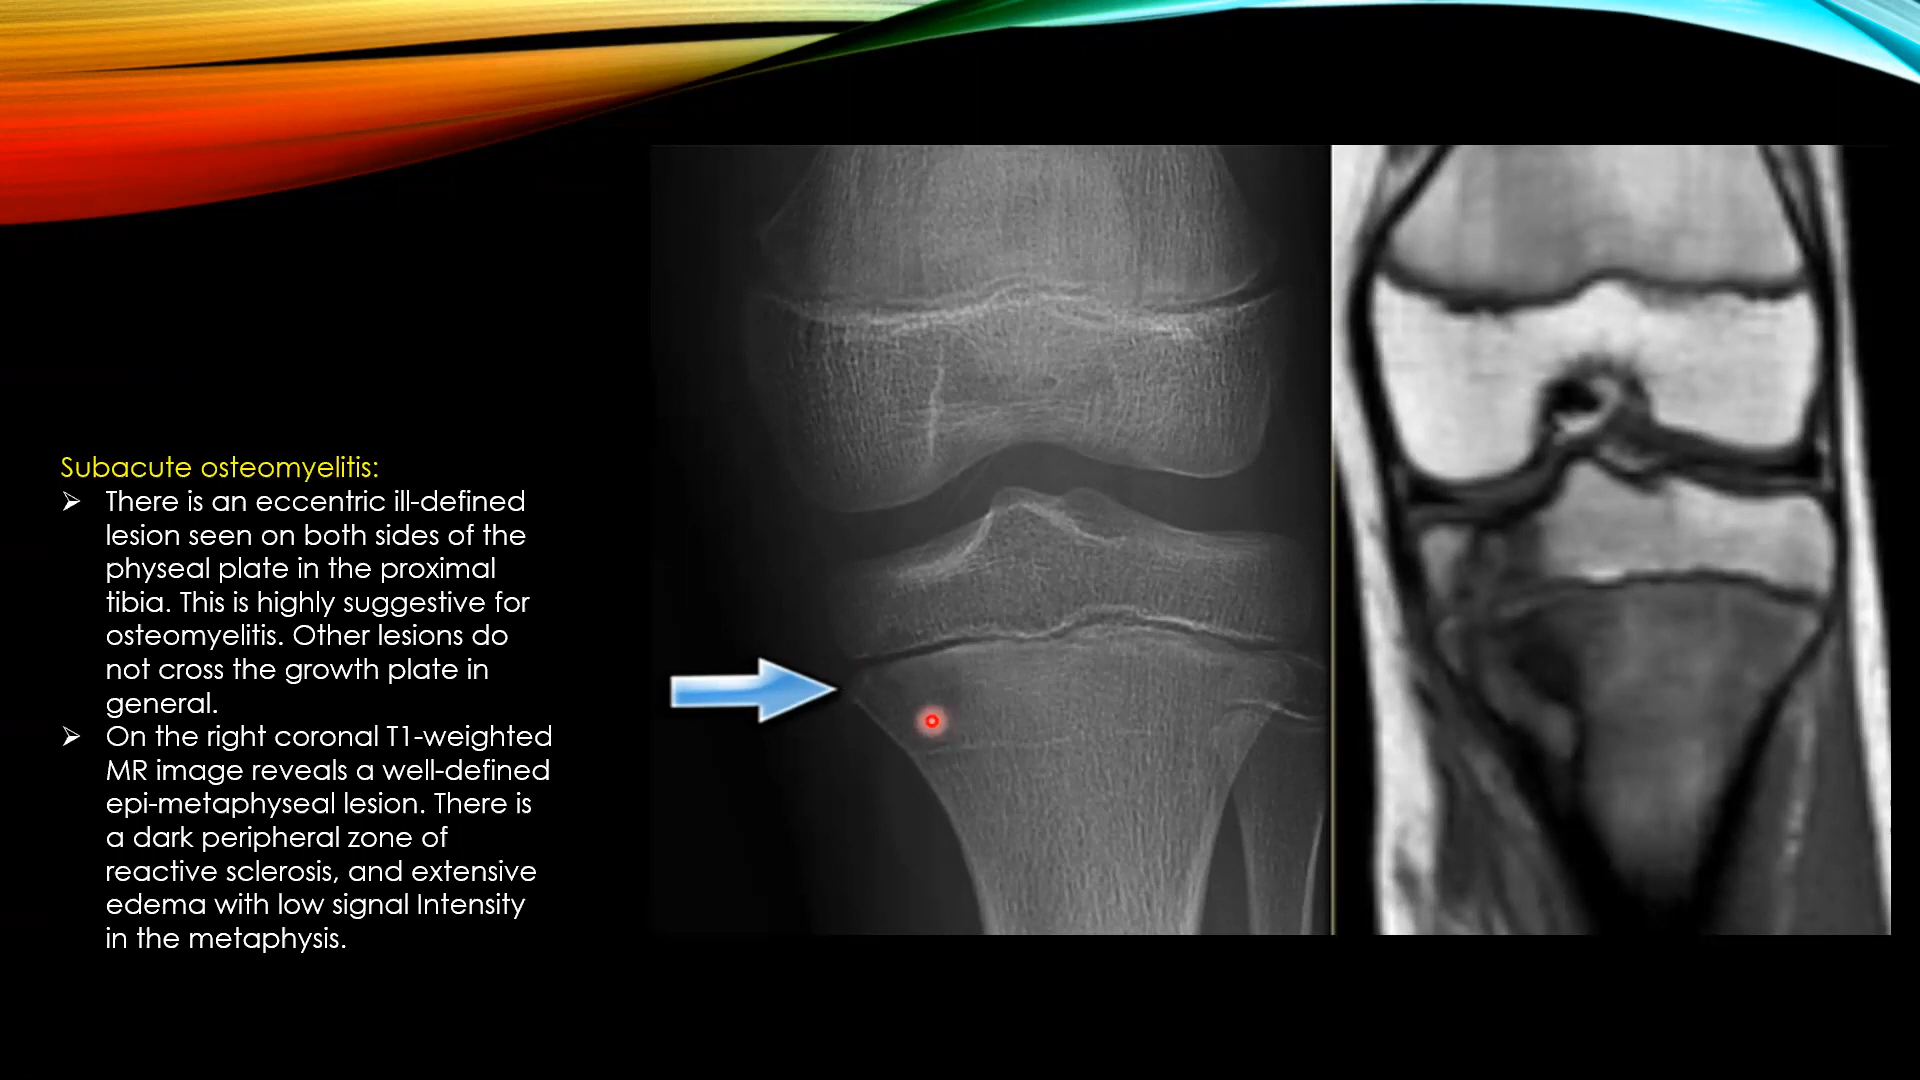 Subacute osteomyelitis:
➢ There is an eccentric ill-defined
lesion seen on both sides of the
physeal plate in the proximal
tibia. This is highly suggestive for
osteomyelitis. Other lesions do
not cross the growth plate in
general.
➢ On the right coronal T1-weighted
MR image reveals a well-defined
epi-metaphyseal lesion. There is
a dark peripheral zone of
reactive sclerosis, and extensive
edema with low signal Intensity
in the metaphysis.